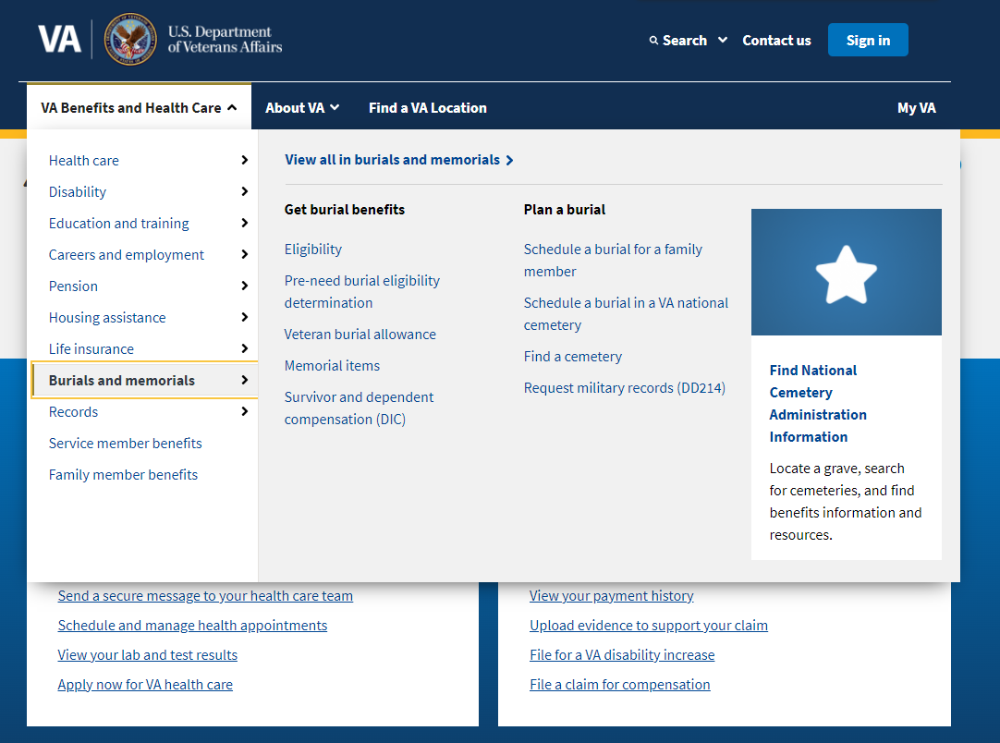 VA
U.S. Department
of Veterans Affairs
Search
Contact us
Sign in
VA Benefits and Health Care
About VA
Find a VA Location
My VA
Health care
Disability
Education and training
Careers and employment
Pension
Housing assistance
Life insurance
Burials and memorials
Records
Service member benefits
Family member benefits
View all in burials and memorials
Get burial benefits
Eligibility
Pre-need burial eligibility
determination
Veteran burial allowance
Memorial items
Survivor and dependent
compensation (DIC)
Plan a burial
Schedule a burial for a family
member
Schedule a burial in a VA national
cemetery
Find a cemetery
Request military records (DD214)
Find National
Cemetery
Administration
Information
Locate a grave, search
for cemeteries, and find
benefits information and
resources.
Send a secure message to your health care team
Schedule and manage health appointments
View your lab and test results
Apply now for VA health care
View your payment history
Upload evidence to support your claim
File for a VA disability increase
File a claim for compensation